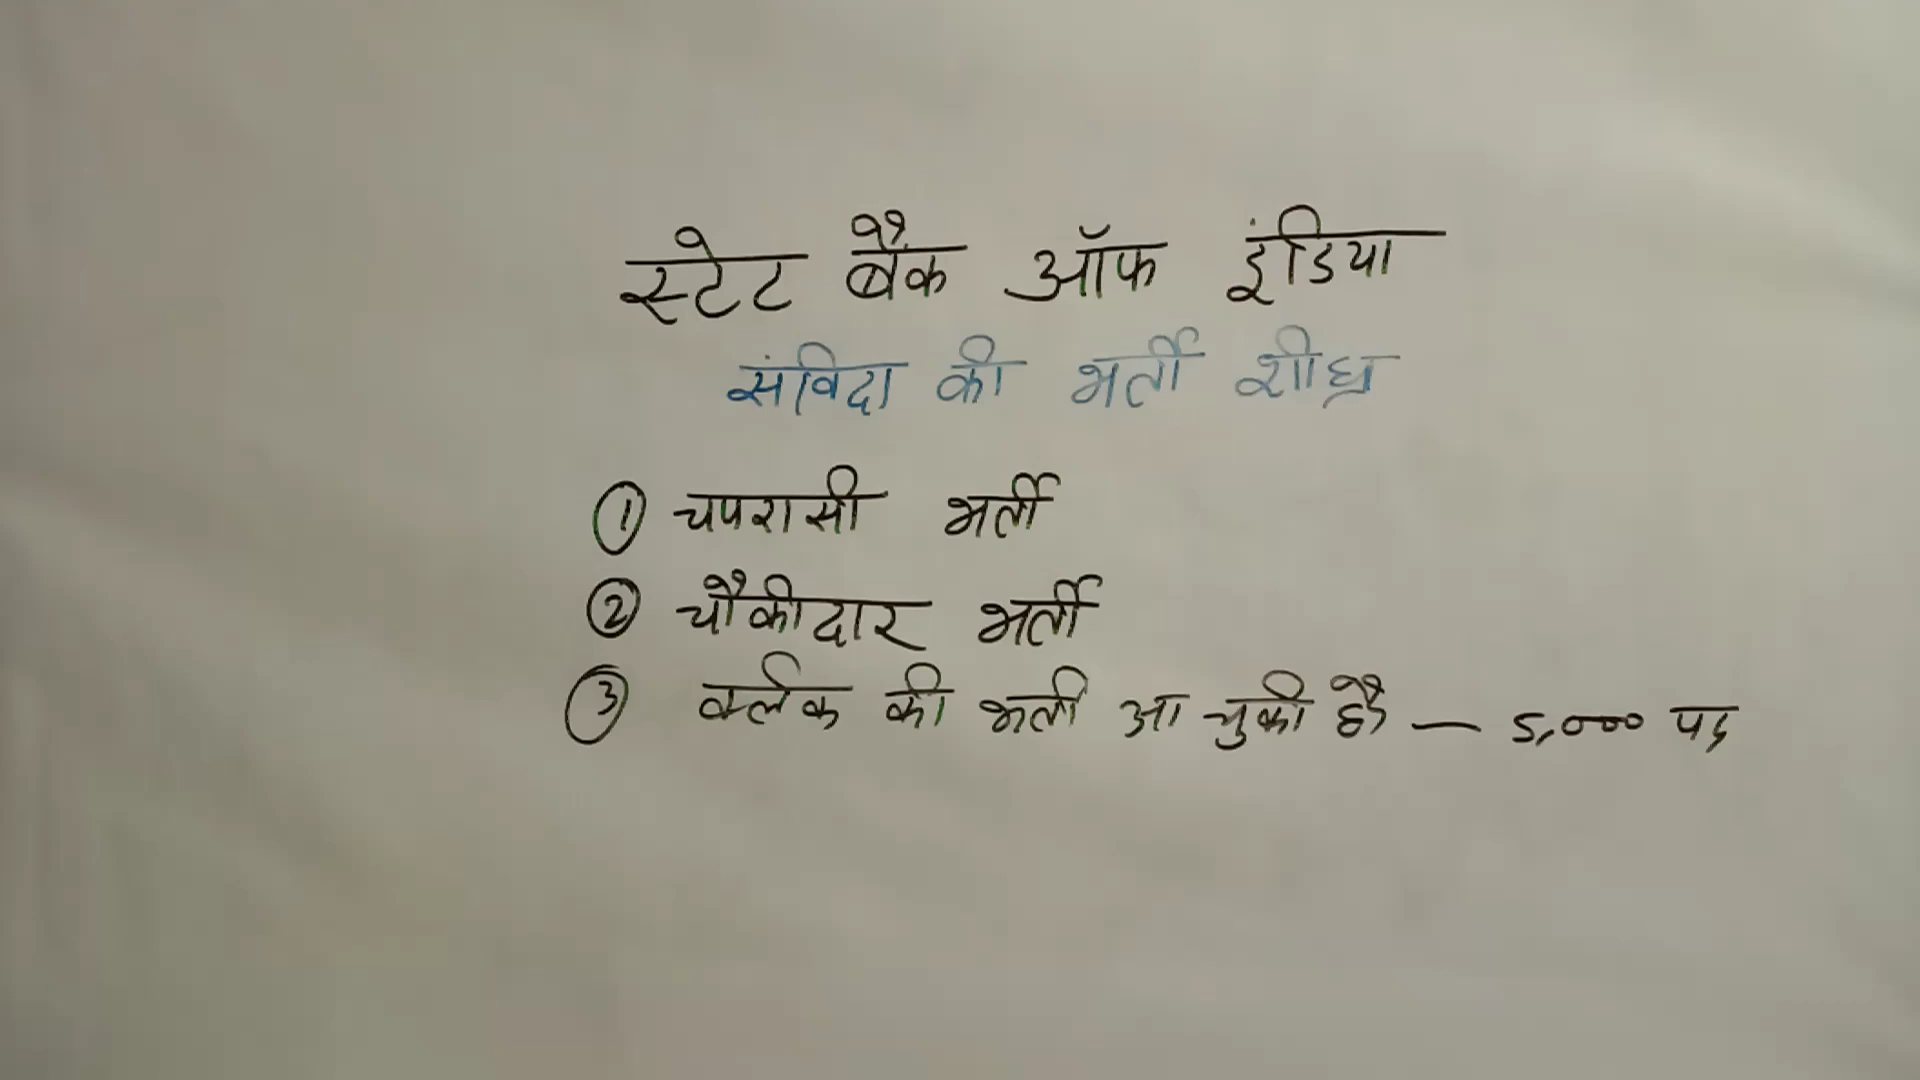 स्टेट बैंक ऑफ इंडिया
संविदा की भर्ती शीघ्र
① चपरासी भर्ती
② चौकीदार भर्ती
③ क्लर्क की भर्ती आ चुकी है — 5,000 पद